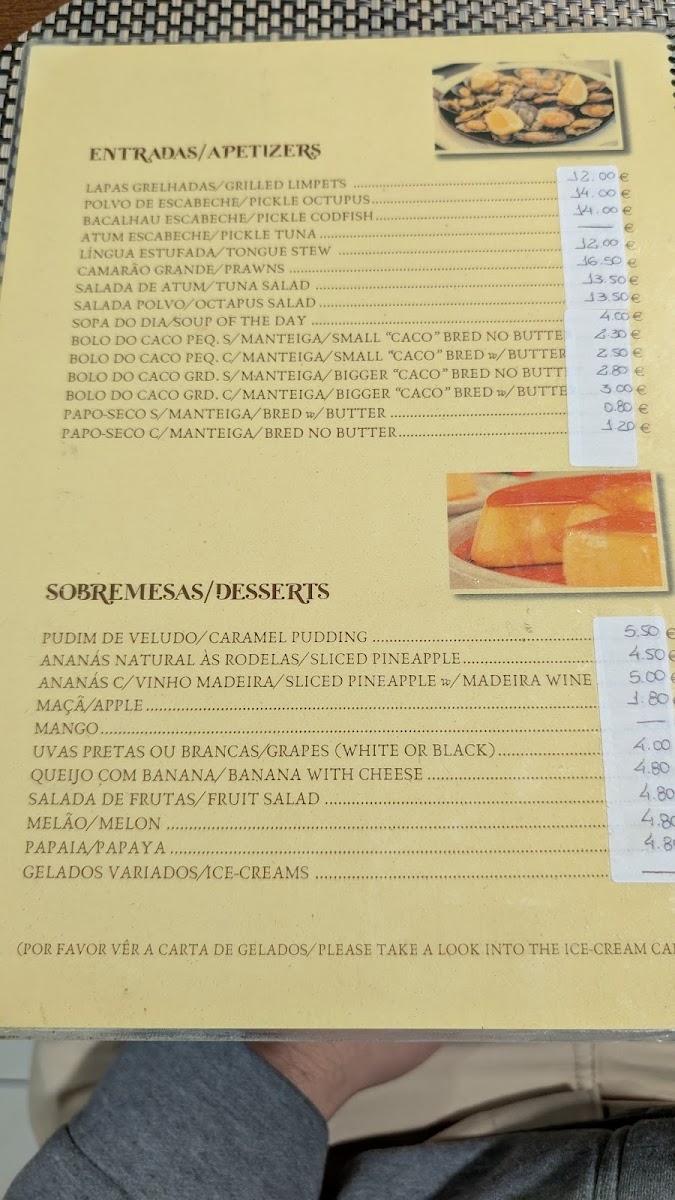 ENTRADAS/APETIZERS
LAPAS GRELHADAS/GRILLED LIMPETS ........ 12.00 €
POLVO DE ESCABECHE/PICKLE OCTUPUS........ 14.00 €
BACALHAU ESCABECHE/PICKLE CODFISH........ 14.00 €
ATUM ESCABECHE/PICKLE TUNA ........ — €
LÍNGUA ESTUFADA/TONGUE STEW ........ 12.00 €
CAMARÃO GRANDE/PRAWNS ........ 16.50 €
SALADA DE ATUM/TUNA SALAD ........ 13.50 €
SALADA POLVO/OCTAPUS SALAD ........ 13.50 €
SOPA DO DIA/SOUP OF THE DAY ........ 4.00 €
BOLO DO CACO PEQ. S/MANTEIGA/SMALL "CACO" BRED NO BUTTE 2.30 €
BOLO DO CACO PEQ. C/MANTEIGA/SMALL "CACO" BRED w/BUTTER 2.50 €
BOLO DO CACO GRD. S/MANTEIGA/BIGGER "CACO" BRED NO BUTT 2.80 €
BOLO DO CACO GRD. C/MANTEIGA/BIGGER "CACO" BRED w/BUTTE 3.00 €
PAPO-SECO S/MANTEIGA/BRED w/BUTTER ........ 0.80 €
PAPO-SECO C/MANTEIGA/BRED NO BUTTER........ 1.20 €
SOBREMESAS/DESSERTS
PUDIM DE VELUDO/CARAMEL PUDDING ........ 5.50 €
ANANÁS NATURAL ÀS RODELAS/SLICED PINEAPPLE........ 4.50 €
ANANÁS C/VINHO MADEIRA/SLICED PINEAPPLE w/MADEIRA WINE 5.00 €
MAÇÃ/APPLE ........ 1.80
MANGO........ —
UVAS PRETAS OU BRANCAS/GRAPES (WHITE OR BLACK)........ 4.00
QUEIJO COM BANANA/BANANA WITH CHEESE ........ 4.80
SALADA DE FRUTAS/FRUIT SALAD ........ 4.80
MELÃO/MELON ........ 4.80
PAPAIA/PAPAYA ........ 4.8
GELADOS VARIADOS/ICE-CREAMS ........ —
(POR FAVOR VÊR A CARTA DE GELADOS/PLEASE TAKE A LOOK INTO THE ICE-CREAM CA